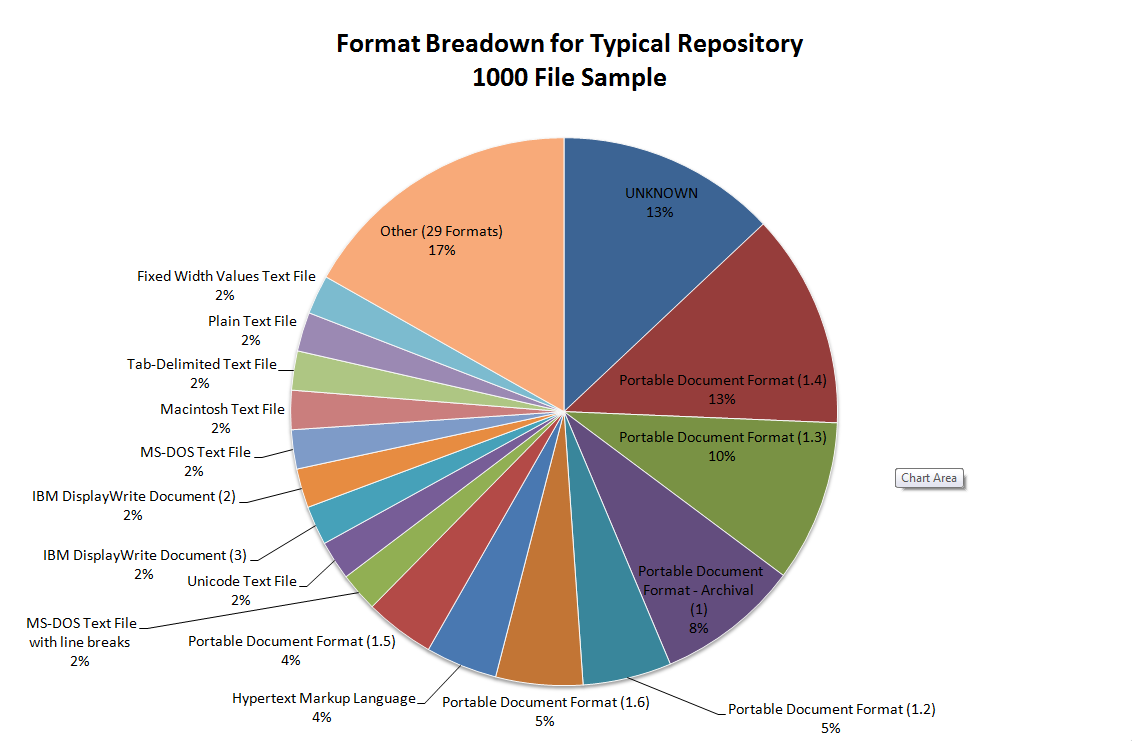 Format Breadown for Typical Repository
1000 File Sample
UNKNOWN
13%
Portable Document Format (1.4)
13%
Portable Document Format (1.3)
10%
Chart Area
Portable Document
Format - Archival
(1)
8%
Portable Document Format (1.2)
5%
Portable Document Format (1.6)
5%
Hypertext Markup Language
4%
Portable Document Format (1.5)
4%
MS-DOS Text File
with line breaks
2%
Unicode Text File
2%
IBM DisplayWrite Document (3)
2%
IBM DisplayWrite Document (2)
2%
MS-DOS Text File
2%
Macintosh Text File
2%
Tab-Delimited Text File
2%
Plain Text File
2%
Fixed Width Values Text File
2%
Other (29 Formats)
17%